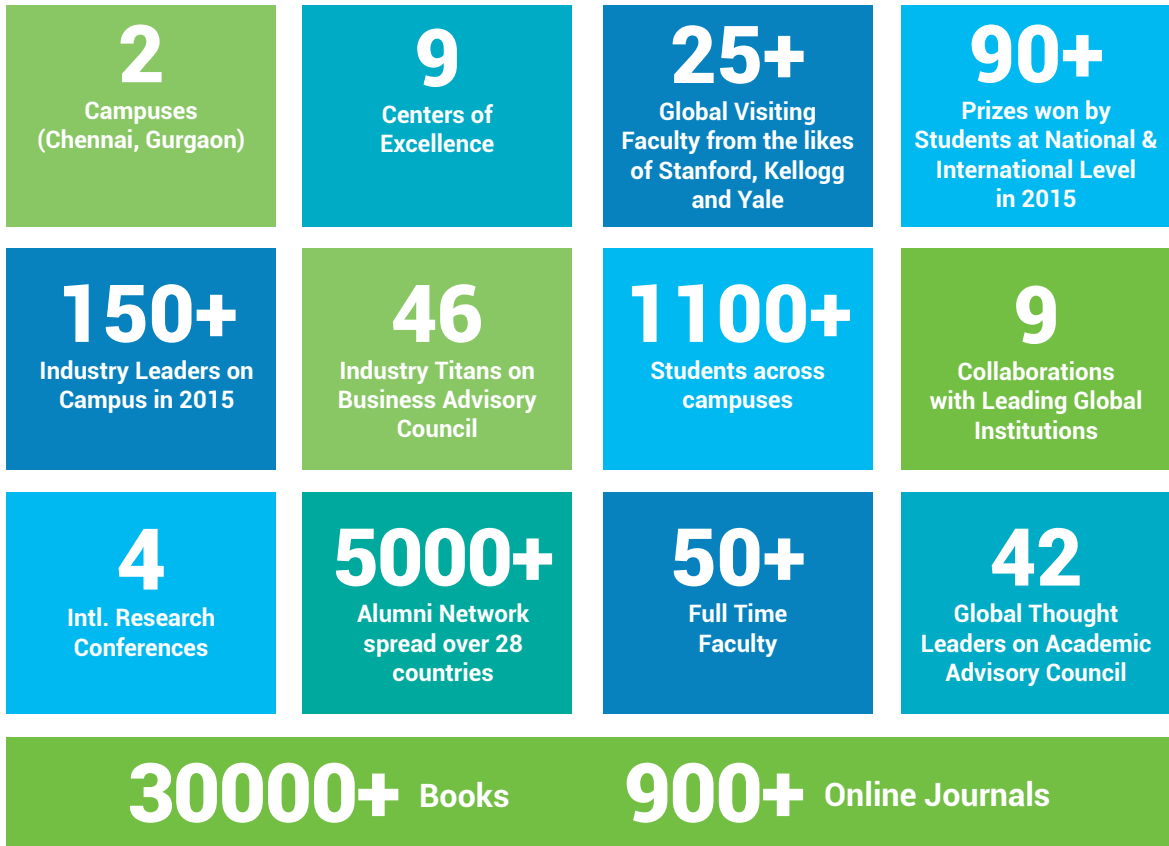 2
Campuses
(Chennai, Gurgaon)
9
Centers of
Excellence
25+
Global Visiting
Faculty from the likes
of Stanford, Kellogg
and Yale
90+
Prizes won by
Students at National &
International Level
in 2015
150+
Industry Leaders on
Campus in 2015
46
Industry Titans on
Business Advisory
Council
1100+
Students across
campuses
9
Collaborations
with Leading Global
Institutions
4
Intl. Research
Conferences
5000+
Alumni Network
spread over 28
countries
50+
Full Time
Faculty
42
Global Thought
Leaders on Academic
Advisory Council
30000+ Books
900+ Online Journals